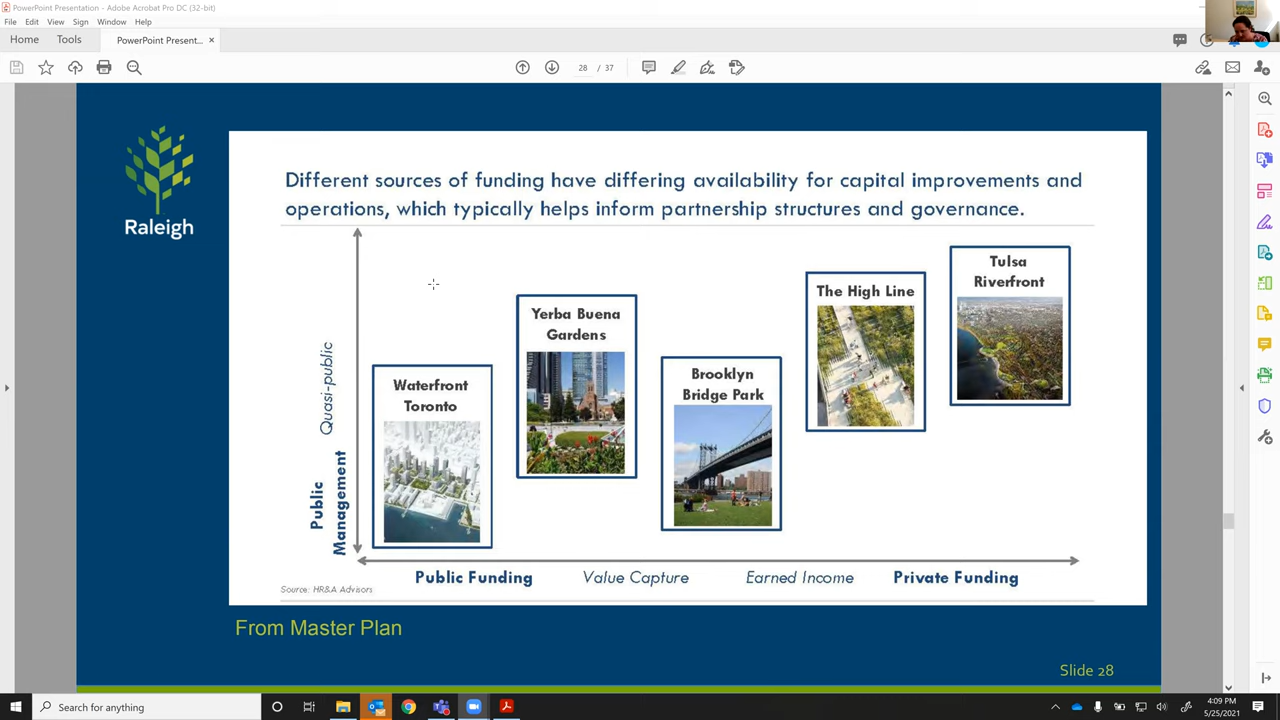 PowerPoint Presentation - Adobe Acrobat Pro DC (32-bit)
File Edit View Sign Window Help
Home Tools PowerPoint Present... ×
28 / 37
Raleigh
Different sources of funding have differing availability for capital improvements and
operations, which typically helps inform partnership structures and governance.
Quasi-public
Public
Management
Waterfront
Toronto
Yerba Buena
Gardens
Brooklyn
Bridge Park
The High Line
Tulsa
Riverfront
Public Funding Value Capture Earned Income Private Funding
Source: HR&A Advisors
From Master Plan
Slide 28
Search for anything
4:09 PM
5/25/2021